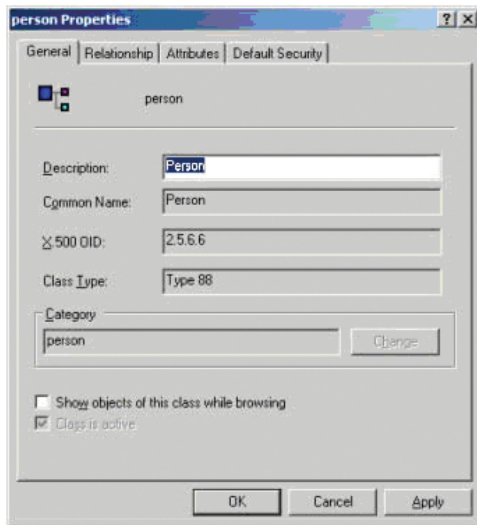 person Properties
General Relationship Attributes Default Security
person
Description: Person
Common Name: Person
X.500 OID: 2.5.6.6
Class Type: Type 88
Category
person Change
Show objects of this class while browsing
Class is active
OK Cancel Apply